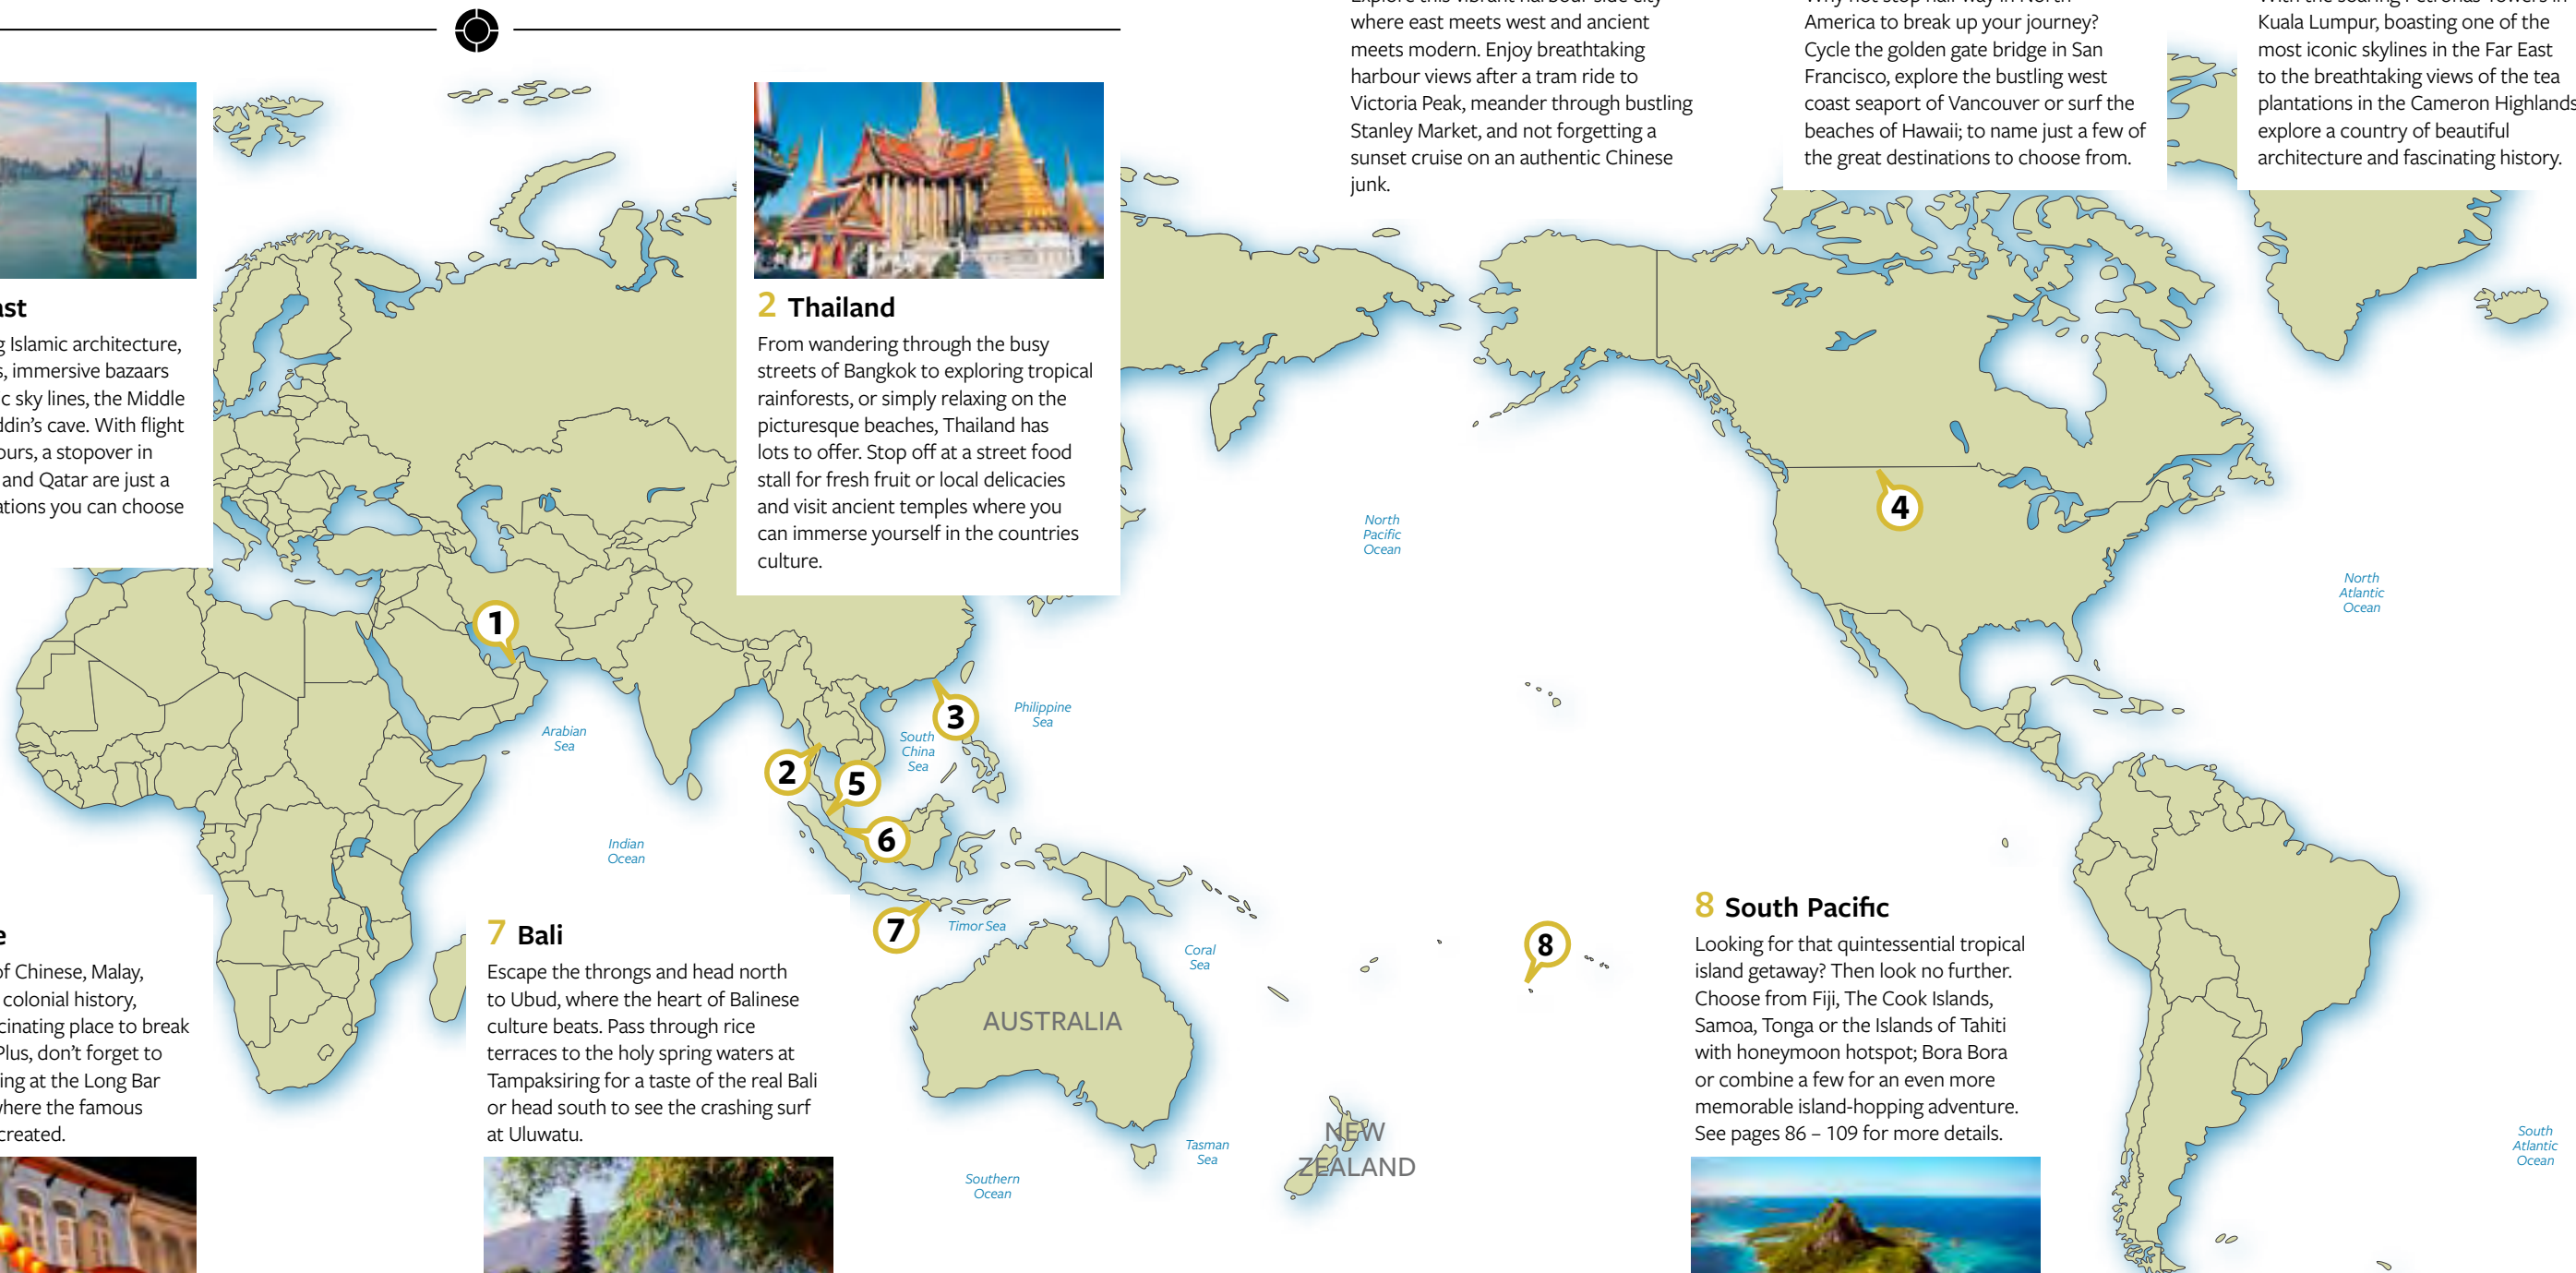 where east meets west and ancient
meets modern. Enjoy breathtaking
harbour views after a tram ride to
Victoria Peak, meander through bustling
Stanley Market, and not forgetting a
sunset cruise on an authentic Chinese
junk.
America to break up your journey?
Cycle the golden gate bridge in San
Francisco, explore the bustling west
coast seaport of Vancouver or surf the
beaches of Hawaii; to name just a few of
the great destinations to choose from.
Kuala Lumpur, boasting one of the
most iconic skylines in the Far East
to the breathtaking views of the tea
plantations in the Cameron Highlands
explore a country of beautiful
architecture and fascinating history.
Islamic architecture,
immersive bazaars
sky lines, the Middle
cave. With flight
a stopover in
and Qatar are just a
you can choose
2 Thailand
From wandering through the busy
streets of Bangkok to exploring tropical
rainforests, or simply relaxing on the
picturesque beaches, Thailand has
lots to offer. Stop off at a street food
stall for fresh fruit or local delicacies
and visit ancient temples where you
can immerse yourself in the countries
culture.
1
2
3
4
5
6
7
8
North
Pacific
Ocean
North
Atlantic
Ocean
Arabian
Sea
Philippine
Sea
South
China
Sea
Indian
Ocean
Timor Sea
Coral
Sea
AUSTRALIA
NEW
ZEALAND
Tasman
Sea
Southern
Ocean
South
Atlantic
Ocean
of Chinese, Malay,
colonial history,
place to break
Plus, don't forget to
at the Long Bar
where the famous
created.
7 Bali
Escape the throngs and head north
to Ubud, where the heart of Balinese
culture beats. Pass through rice
terraces to the holy spring waters at
Tampaksiring for a taste of the real Bali
or head south to see the crashing surf
at Uluwatu.
8 South Pacific
Looking for that quintessential tropical
island getaway? Then look no further.
Choose from Fiji, The Cook Islands,
Samoa, Tonga or the Islands of Tahiti
with honeymoon hotspot; Bora Bora
or combine a few for an even more
memorable island-hopping adventure.
See pages 86 – 109 for more details.